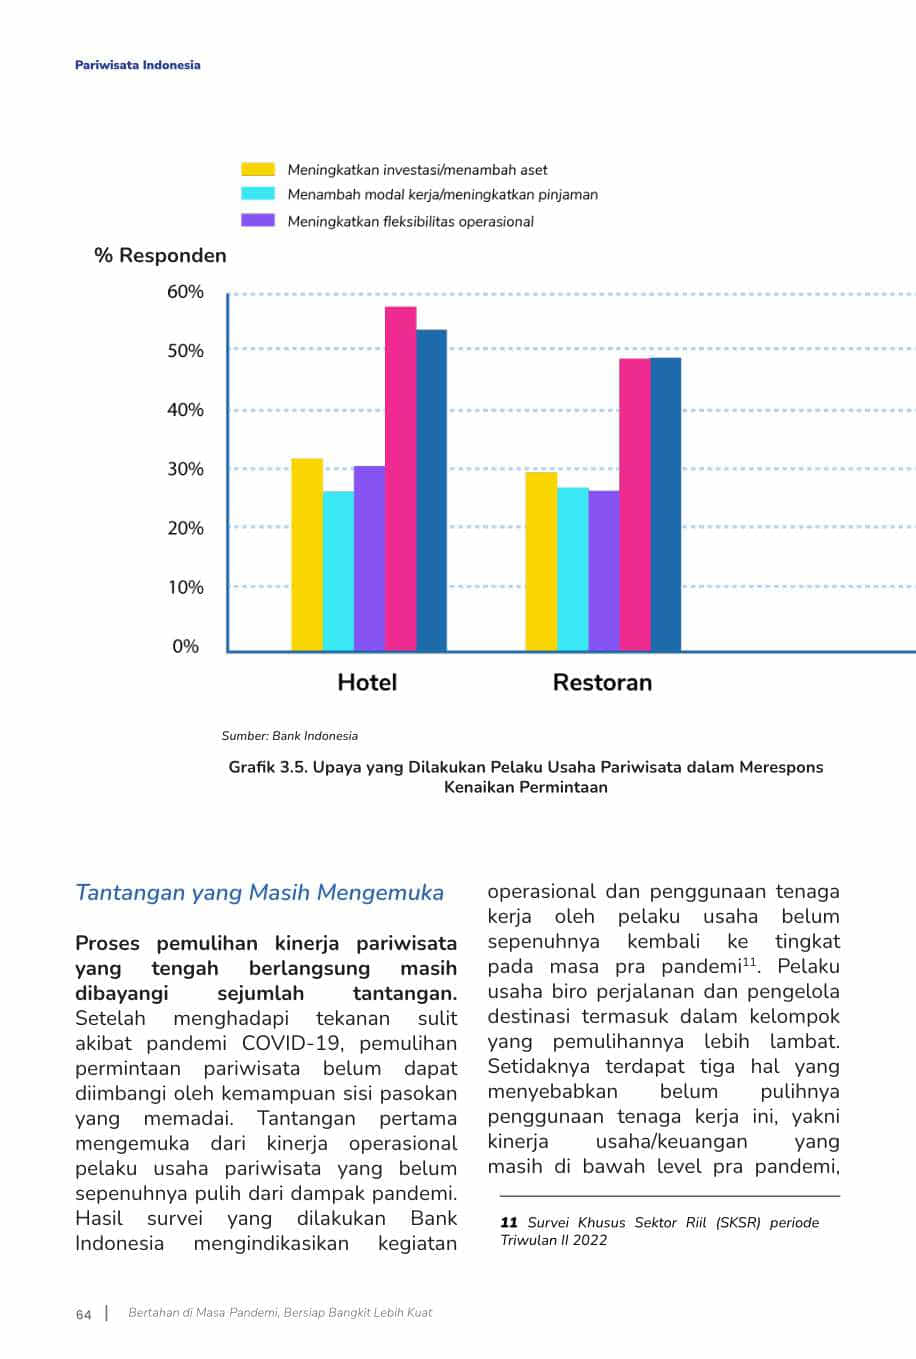 Pariwisata Indonesia
Meningkatkan investasi/menambah aset
Menambah modal kerja/meningkatkan pinjaman
Meningkatkan fleksibilitas operasional
% Responden
60%
50%
40%
30%
20%
10%
0%
Hotel
Restoran
Sumber: Bank Indonesia
Grafik 3.5. Upaya yang Dilakukan Pelaku Usaha Pariwisata dalam Merespons
Kenaikan Permintaan
Tantangan yang Masih Mengemuka
Proses pemulihan kinerja pariwisata
yang tengah berlangsung masih
dibayangi sejumlah tantangan.
Setelah menghadapi tekanan sulit
akibat pandemi COVID-19, pemulihan
permintaan pariwisata belum dapat
diimbangi oleh kemampuan sisi pasokan
yang memadai. Tantangan pertama
mengemuka dari kinerja operasional
pelaku usaha pariwisata yang belum
sepenuhnya pulih dari dampak pandemi.
Hasil survei yang dilakukan Bank
Indonesia mengindikasikan kegiatan
operasional dan penggunaan tenaga
kerja oleh pelaku usaha belum
sepenuhnya kembali ke tingkat
pada masa pra pandemi¹¹. Pelaku
usaha biro perjalanan dan pengelola
destinasi termasuk dalam kelompok
yang pemulihannya lebih lambat.
Setidaknya terdapat tiga hal yang
menyebabkan belum pulihnya
penggunaan tenaga kerja ini, yakni
kinerja usaha/keuangan yang
masih di bawah level pra pandemi,
11 Survei Khusus Sektor Riil (SKSR) periode
Triwulan II 2022
64 | Bertahan di Masa Pandemi, Bersiap Bangkit Lebih Kuat